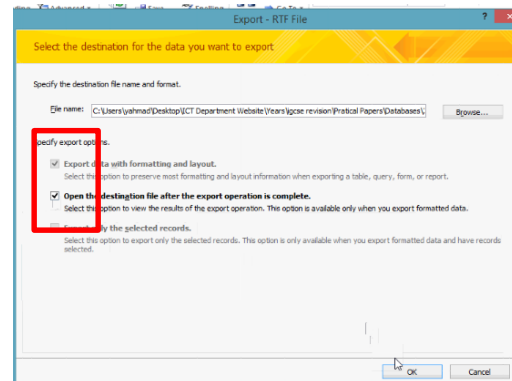 Advanced Save Spelling Go To
Export - RTF File ?
Select the destination for the data you want to export
Specify the destination file name and format.
File name: C:\Users\yahmad\Desktop\ICT Department Website\Years\igcse revision\Pratical Papers\Databases\ Browse...
pecify export options.
Export data with formatting and layout.
Select this option to preserve most formatting and layout information when exporting a table, query, form, or report.
Open the destination file after the export operation is complete.
Select this option to view the results of the export operation. This option is available only when you export formatted data.
Export only the selected records.
Select this option to export only the selected records. This option is only available when you export formatted data and have records
selected.
OK Cancel